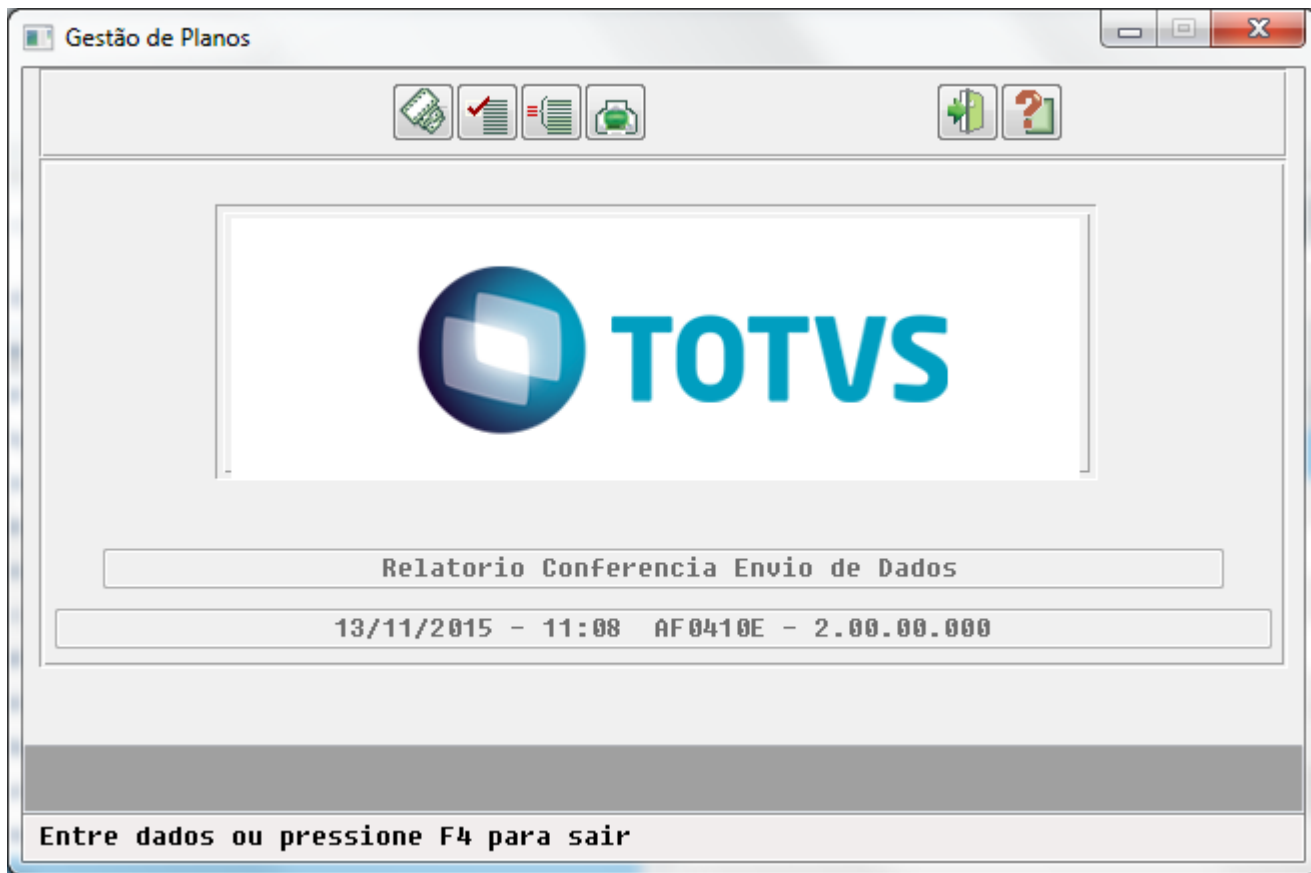 Gestão de Planos
TOTVS
Relatorio Conferencia Envio de Dados
13/11/2015 - 11:08 AF0410E - 2.00.00.000
Entre dados ou pressione F4 para sair